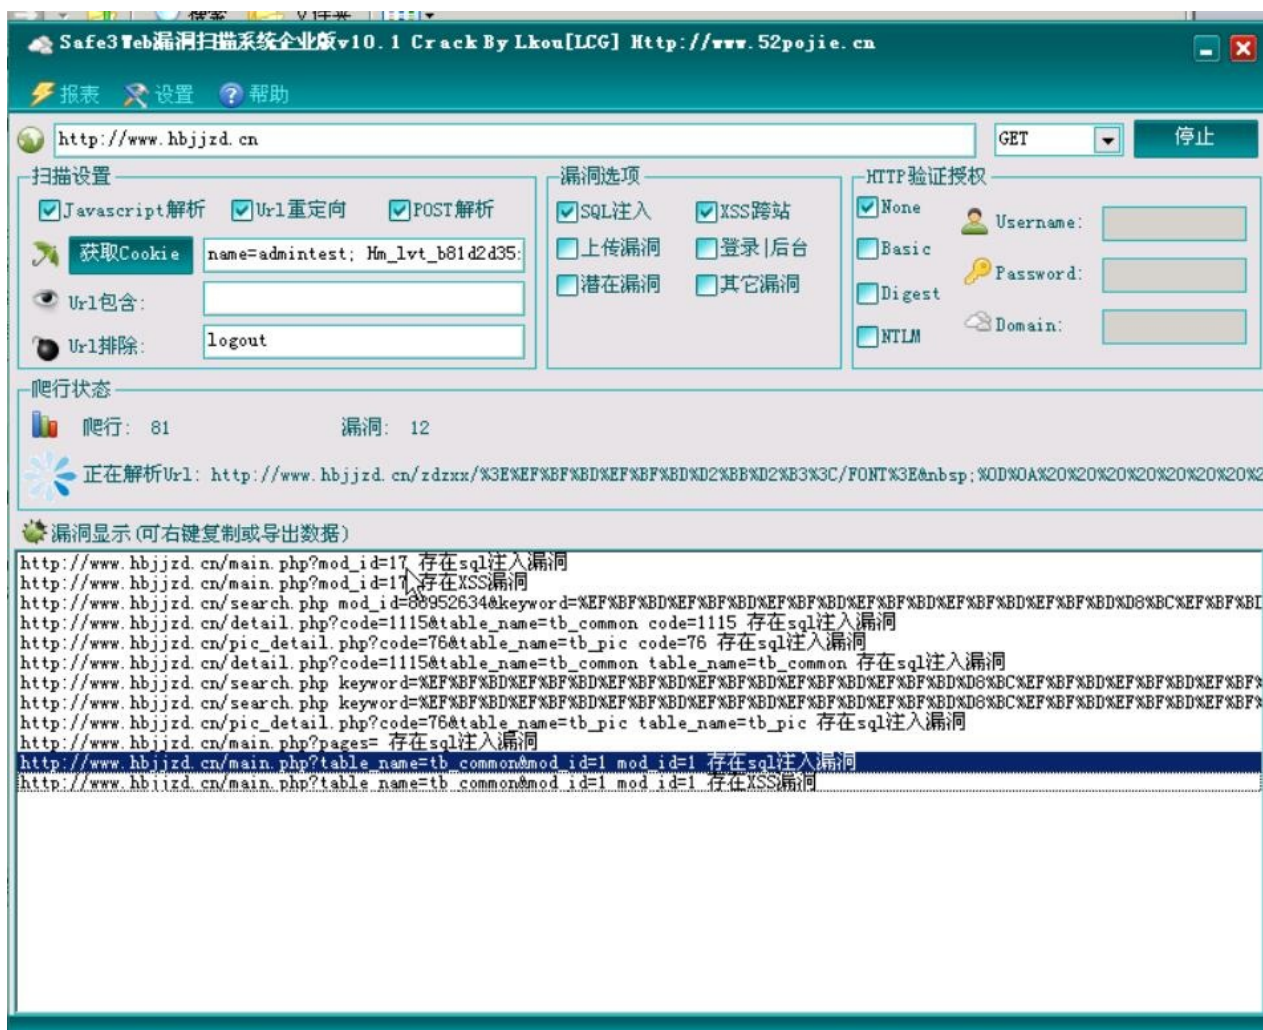 搜索 文件夹
Safe3Web漏洞扫描系统企业版v10.1 Crack By Lkou[LCG] Http://www.52pojie.cn
报表 设置 帮助
http://www.hbjjzd.cn GET 停止
扫描设置 漏洞选项 HTTP验证授权
Javascript解析 Url重定向 POST解析 SQL注入 XSS跨站 None Username:
获取Cookie name=admintest; Hm_lvt_b81d2d35: 上传漏洞 登录|后台 Basic
Password:
Url包含: 潜在漏洞 其它漏洞 Digest
Domain:
Url排除: logout NTLM
爬行状态
爬行: 81 漏洞: 12
正在解析Url: http://www.hbjjzd.cn/zdzxx/%3E%EF%BF%BD%EF%BF%BD%D2%BB%D2%B3%3C/FONT%3E&nbsp;%0D%0A%20%20%20%20%20%20%20%2
漏洞显示(可右键复制或导出数据)
http://www.hbjjzd.cn/main.php?mod_id=17 存在sql注入漏洞
http://www.hbjjzd.cn/main.php?mod_id=17 存在XSS漏洞
http://www.hbjjzd.cn/search.php mod_id=88952634&keyword=%EF%BF%BD%EF%BF%BD%EF%BF%BD%EF%BF%BD%EF%BF%BD%EF%BF%BD%D8%BC%EF%BF%BD
http://www.hbjjzd.cn/detail.php?code=1115&table_name=tb_common code=1115 存在sql注入漏洞
http://www.hbjjzd.cn/pic_detail.php?code=76&table_name=tb_pic code=76 存在sql注入漏洞
http://www.hbjjzd.cn/detail.php?code=1115&table_name=tb_common table_name=tb_common 存在sql注入漏洞
http://www.hbjjzd.cn/search.php keyword=%EF%BF%BD%EF%BF%BD%EF%BF%BD%EF%BF%BD%EF%BF%BD%EF%BF%BD%D8%BC%EF%BF%BD%EF%BF%
http://www.hbjjzd.cn/search.php keyword=%EF%BF%BD%EF%BF%BD%EF%BF%BD%EF%BF%BD%EF%BF%BD%EF%BF%BD%D8%BC%EF%BF%BD%EF%BF%
http://www.hbjjzd.cn/pic_detail.php?code=76&table_name=tb_pic table_name=tb_pic 存在sql注入漏洞
http://www.hbjjzd.cn/main.php?pages= 存在sql注入漏洞
http://www.hbjjzd.cn/main.php?table_name=tb_common&mod_id=1 mod_id=1 存在sql注入漏洞
http://www.hbjjzd.cn/main.php?table_name=tb_common&mod_id=1 mod_id=1 存在XSS漏洞